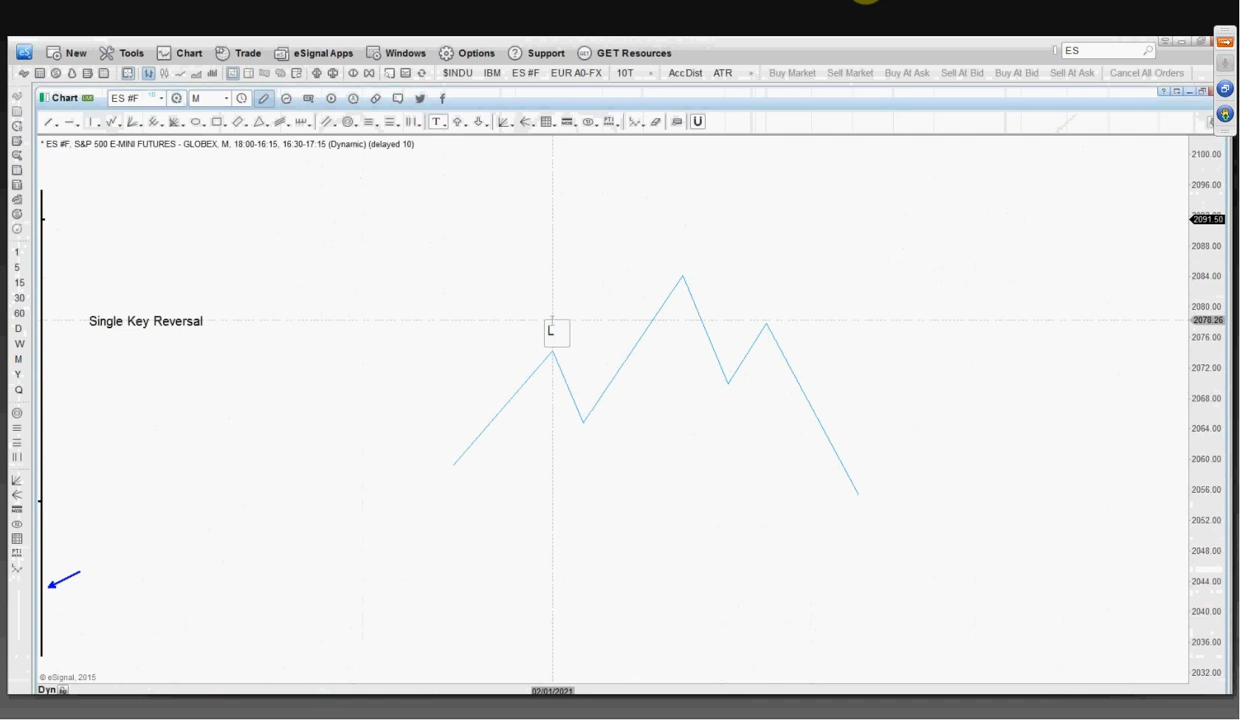 eS New Tools Chart Trade eSignal Apps Windows Options Support GET Resources ES
$INDU IBM ES #F EUR A0-FX 10T » AccDist ATR » Buy Market Sell Market Buy At Ask Sell At Bid Buy At Bid Sell At Ask Cancel All Orders
Chart ES #F M
T U
* ES #F, S&P 500 E-MINI FUTURES - GLOBEX, M, 18:00-16:15, 16:30-17:15 (Dynamic) (delayed 10)
2100.00
2096.00
2091.50
2088.00
2084.00
2080.00
2078.26
2076.00
2072.00
2068.00
2064.00
2060.00
2056.00
2052.00
2048.00
2044.00
2040.00
2036.00
2032.00
1
5
15
30
60
D
W
M
Y
Q
Single Key Reversal
L
© eSignal, 2015
Dyn
02/01/2021